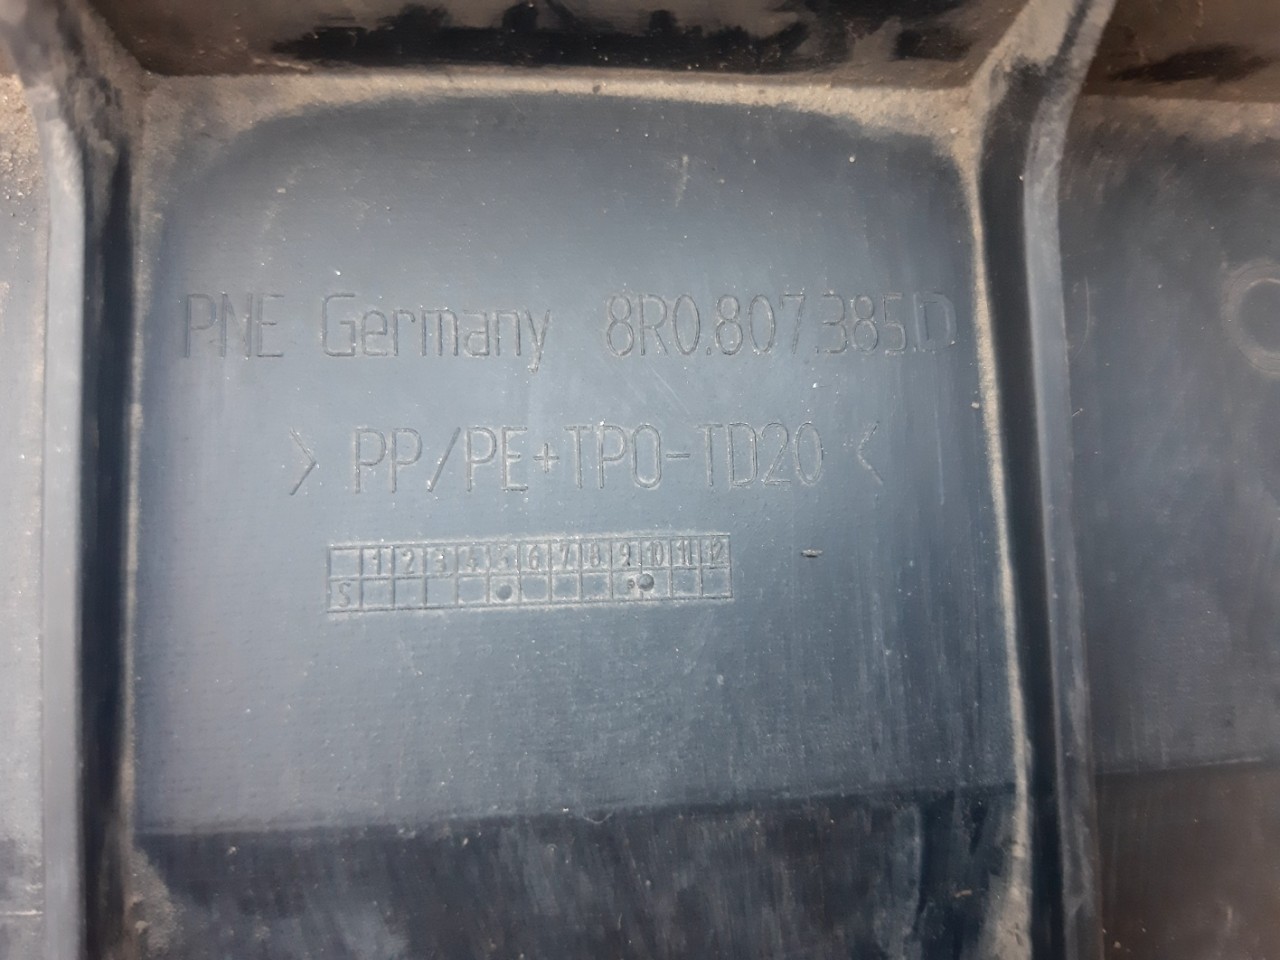 PNE Germany 8R0.807.385.D
> PP/PE+TPO-TD20 <
1 2 3 4 5 6 7 8 9 10 11 12
S